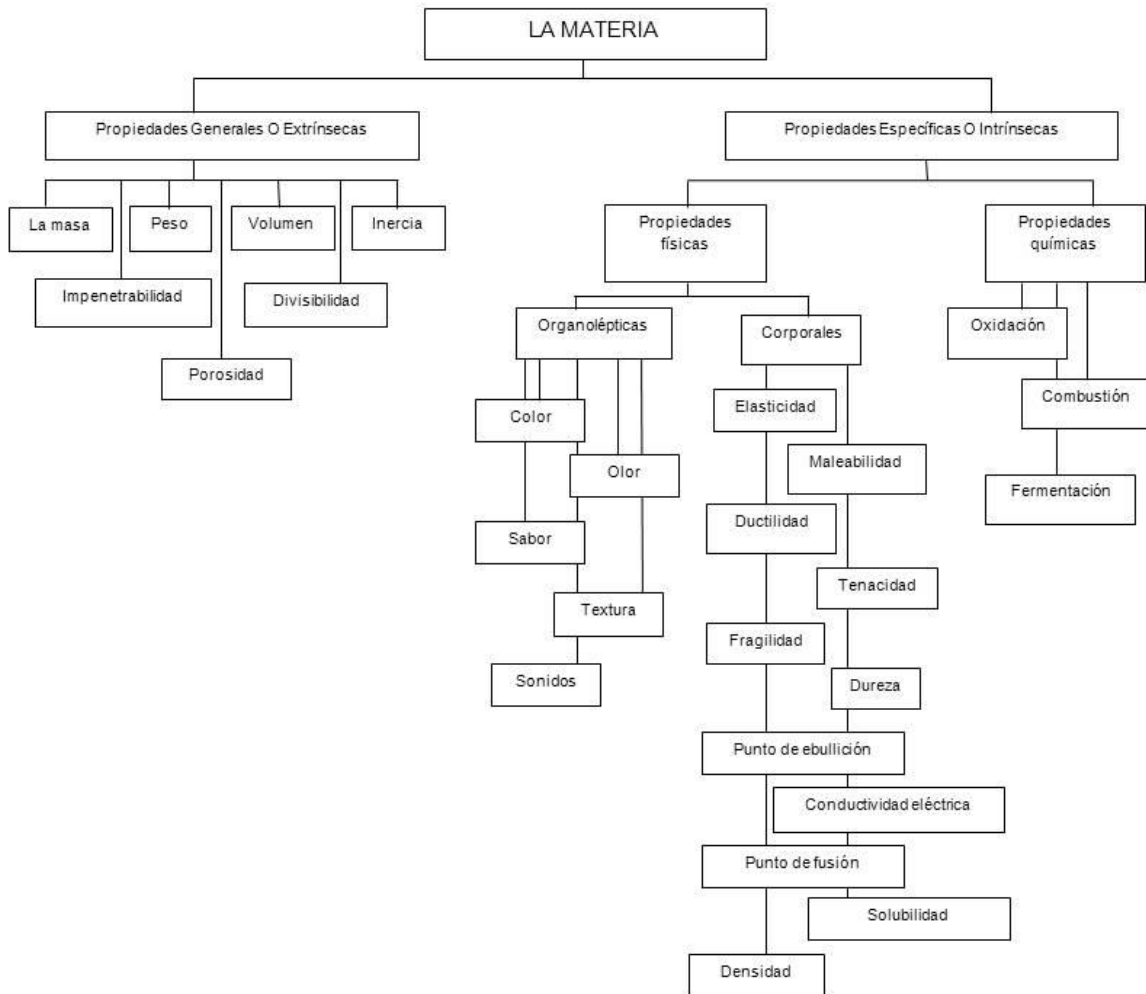 LA MATERIA
Propiedades Generales O Extrínsecas
Propiedades Específicas O Intrínsecas
La masa
Peso
Volumen
Inercia
Impenetrabilidad
Divisibilidad
Porosidad
Propiedades
físicas
Propiedades
químicas
Organolépticas
Corporales
Oxidación
Combustión
Fermentación
Color
Olor
Sabor
Textura
Sonidos
Elasticidad
Maleabilidad
Ductilidad
Tenacidad
Fragilidad
Dureza
Punto de ebullición
Conductividad eléctrica
Punto de fusión
Solubilidad
Densidad